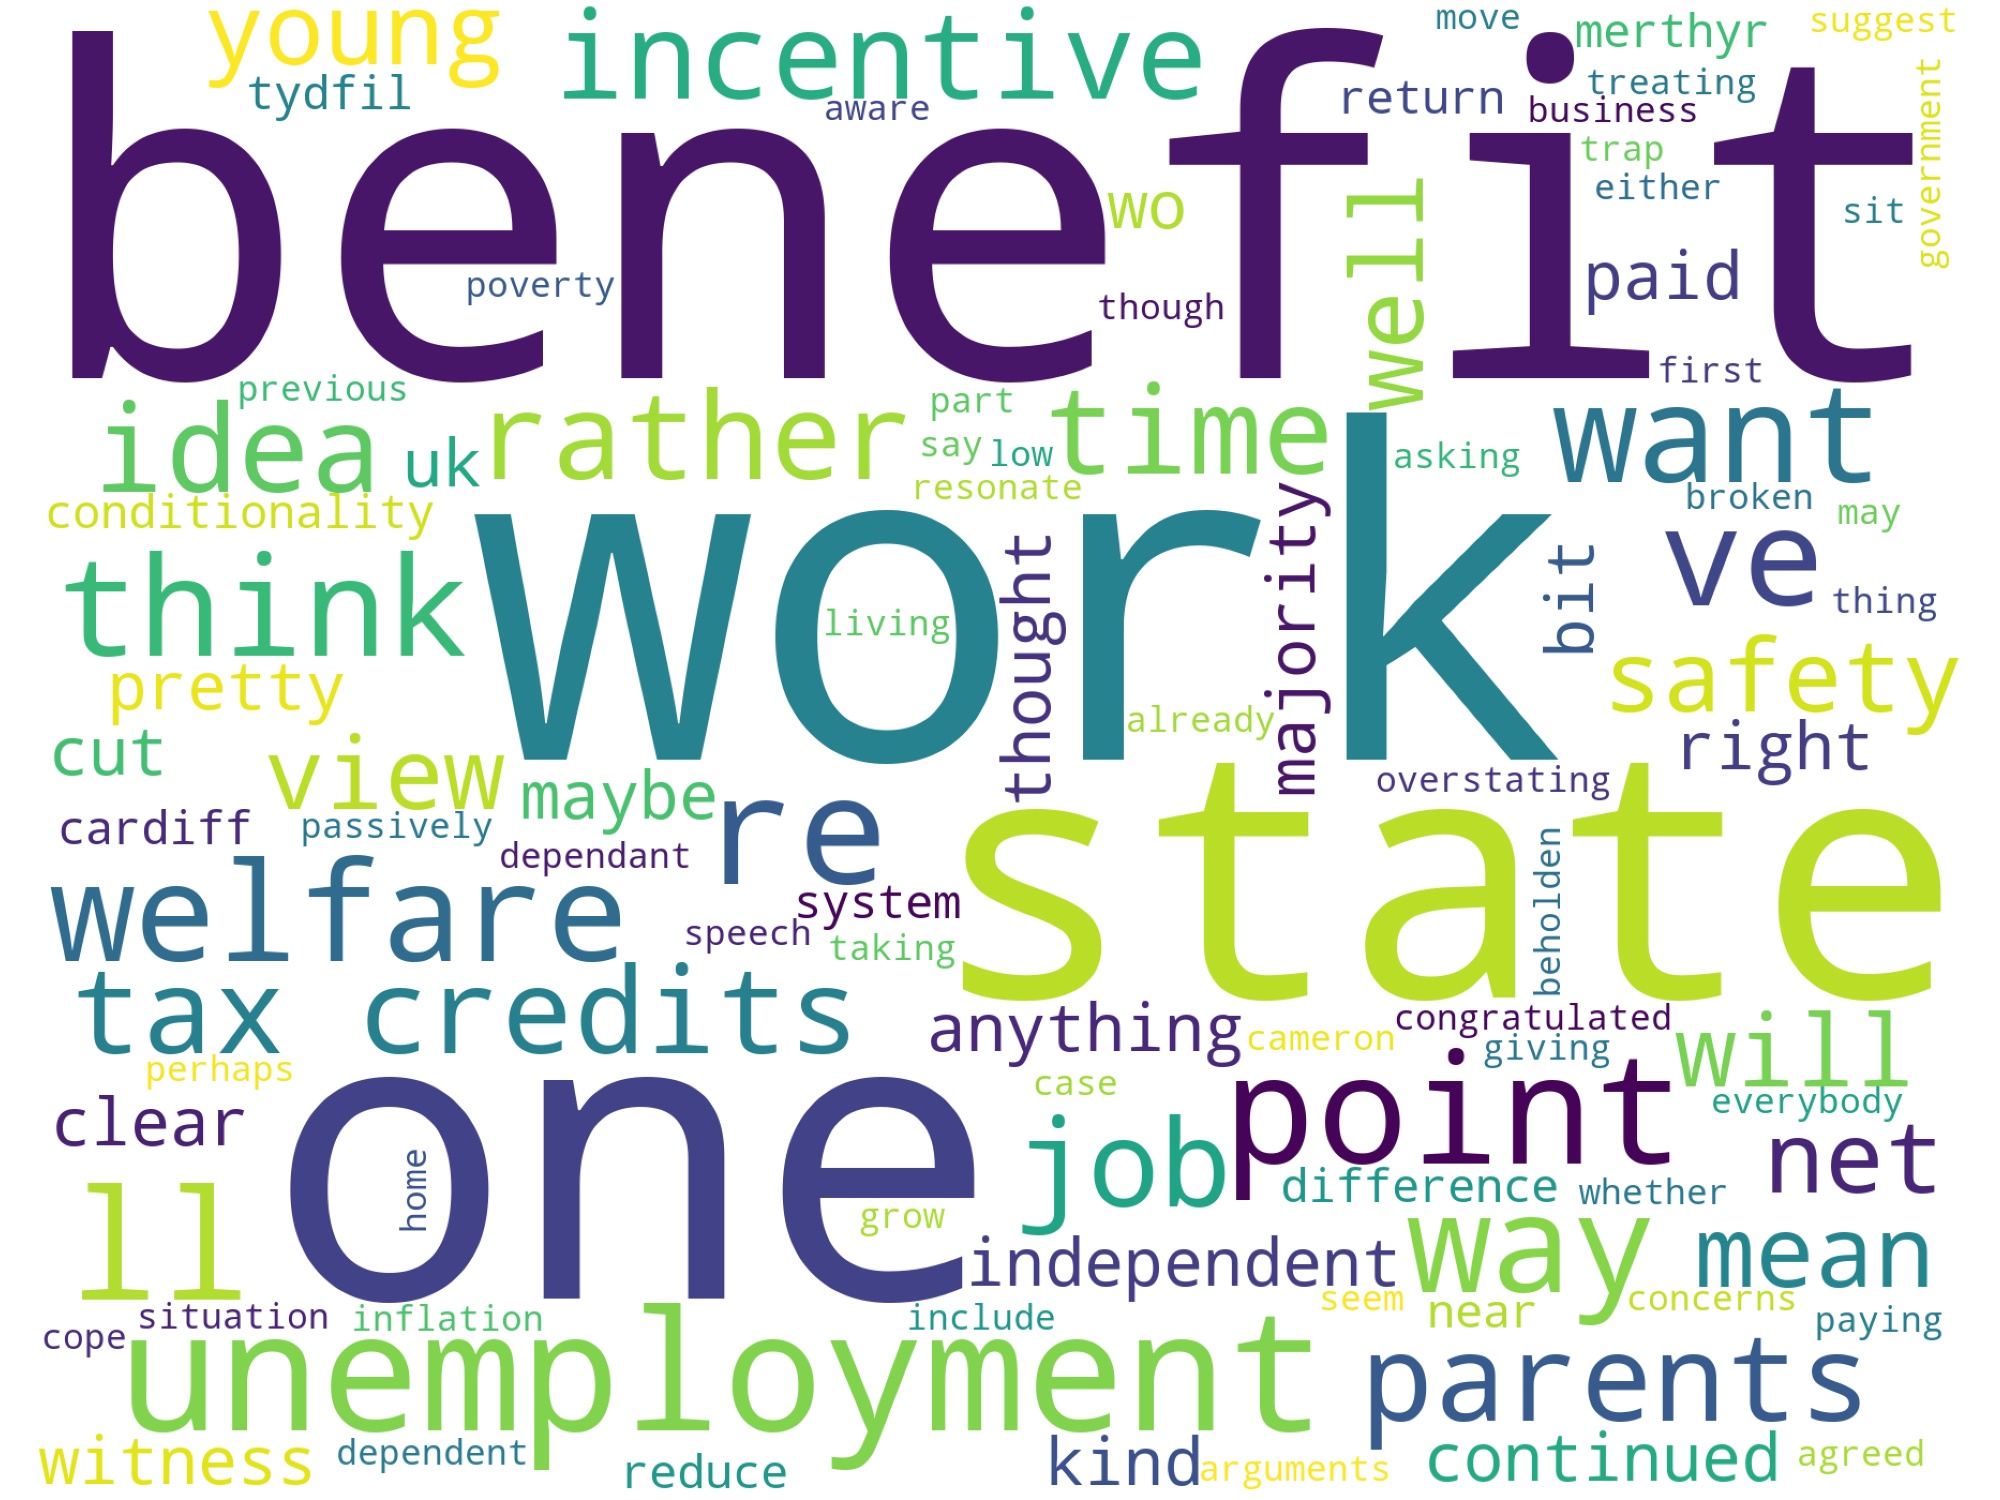 young
incentive
move
merthyr
suggest
tydfil
aware
return
treating
business
government
benefit
trap
either
wo
well
sit
poverty
though
paid
first
previous
idea
uk
rather
part
say
low
time
asking
want
resonate
broken
may
conditionality
think
work
living
thought
majority
bit
ve
thing
pretty
already
safety
cut
view
maybe
re
overstating
right
cardiff
passively
dependant
state
beholden
welfare
system
speech
taking
tax credits
anything
cameron
congratulated
giving
will
perhaps
case
point
everybody
clear
one
home
job
difference
whether
net
ll
grow
independent
way
mean
situation
inflation
include
seem
near
concerns
cope
unemployment
paying
parents
witness
dependent
reduce
kind
arguments
continued
agreed